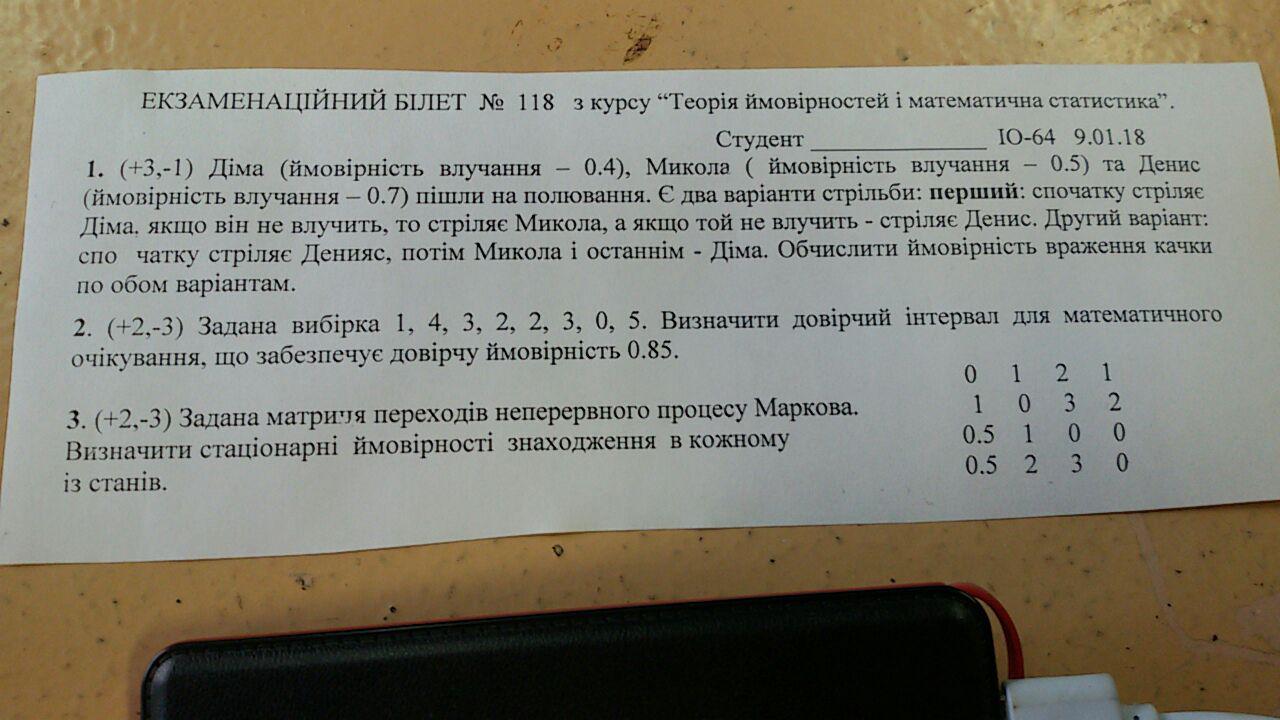 ЕКЗАМЕНАЦІЙНИЙ БІЛЕТ № 118 з курсу “Теорія ймовірностей і математична статистика”.
Студент ______________ ІО-64 9.01.18
1. (+3,-1) Діма (ймовірність влучання – 0.4), Микола ( ймовірність влучання – 0.5) та Денис
(ймовірність влучання – 0.7) пішли на полювання. Є два варіанти стрільби: перший: спочатку стріляє
Діма. якщо він не влучить, то стріляє Микола, а якщо той не влучить - стріляє Денис. Другий варіант:
спо чатку стріляє Денияс, потім Микола і останнім - Діма. Обчислити ймовірність враження качки
по обом варіантам.
2. (+2,-3) Задана вибірка 1, 4, 3, 2, 2, 3, 0, 5. Визначити довірчий інтервал для математичного
очікування, що забезпечує довірчу ймовірність 0.85.
3. (+2,-3) Задана матриця переходів неперервного процесу Маркова.
Визначити стаціонарні ймовірності знаходження в кожному
із станів.
0 1 2 1
1 0 3 2
0.5 1 0 0
0.5 2 3 0